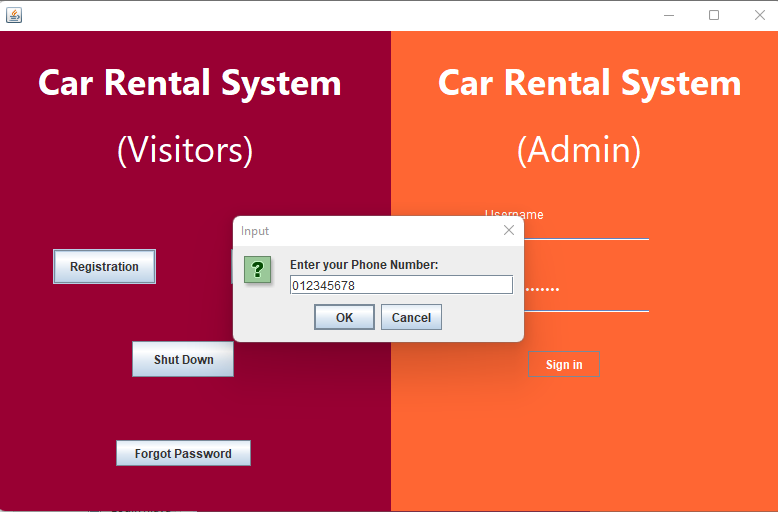 Car Rental System
(Visitors)
Car Rental System
(Admin)
Username
Input
?
Enter your Phone Number:
012345678
OK
Cancel
Registration
Shut Down
Sign in
Forgot Password